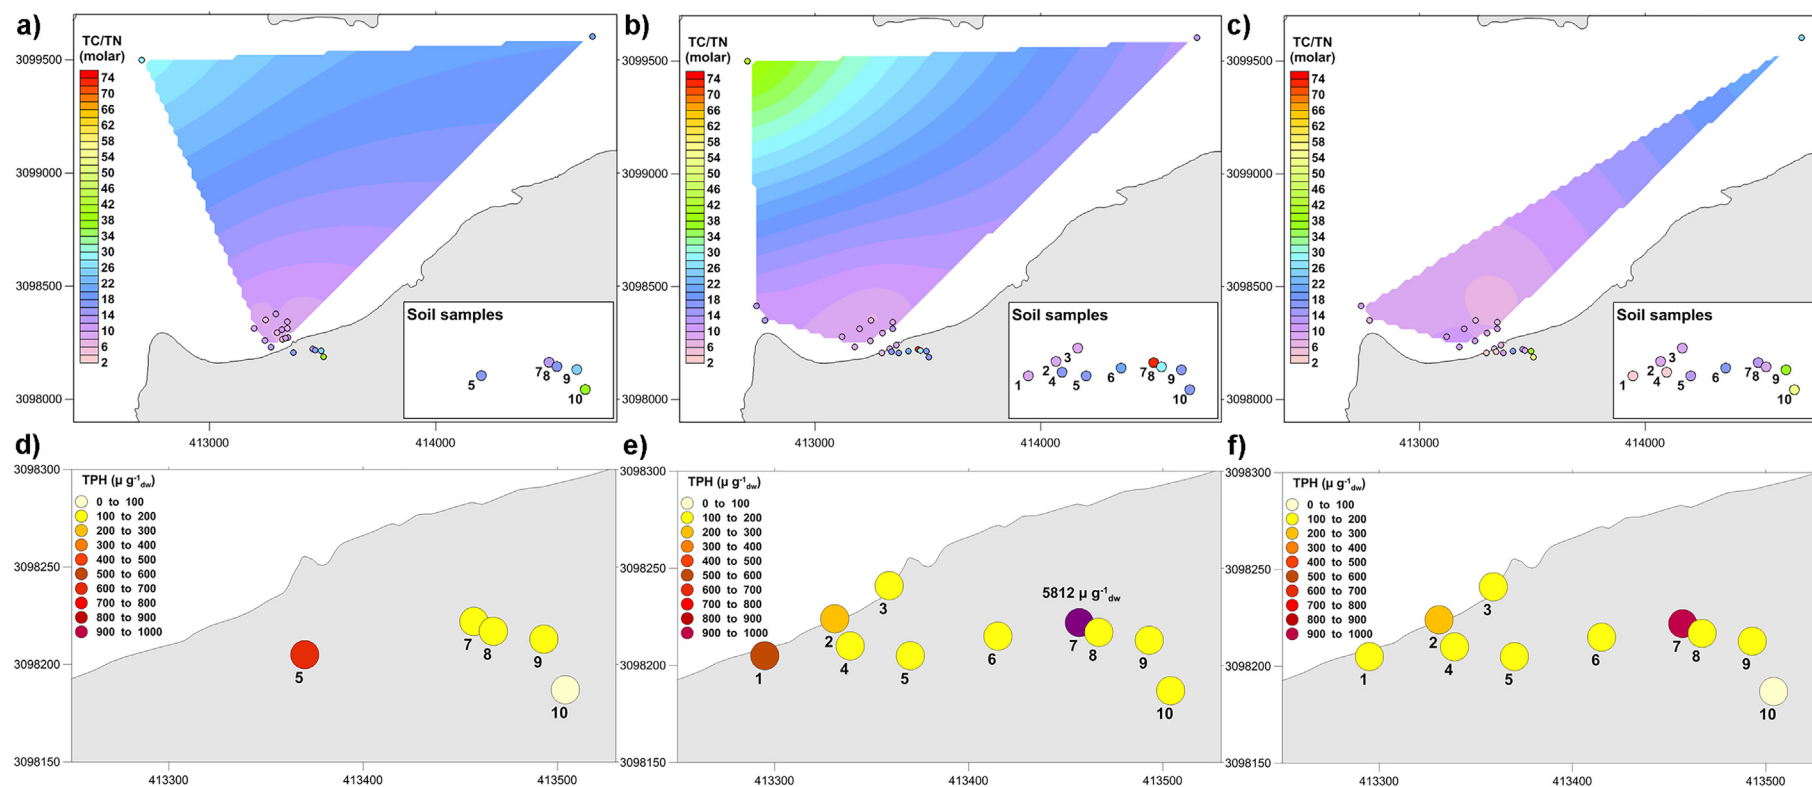 a)
TC/TN
(molar)
74
70
66
62
58
54
50
46
42
38
34
30
26
22
18
14
10
6
2
3099500
3099000
3098500
3098000
413000
414000
Soil samples
5
7
8
9
10
b)
TC/TN
(molar)
74
70
66
62
58
54
50
46
42
38
34
30
26
22
18
14
10
6
2
3099500
3099000
3098500
3098000
413000
414000
Soil samples
1
2
3
4
5
6
7
8
9
10
c)
TC/TN
(molar)
74
70
66
62
58
54
50
46
42
38
34
30
26
22
18
14
10
6
2
3099500
3099000
3098500
3098000
413000
414000
Soil samples
1
2
3
4
5
6
7
8
9
10
d)
3098300
3098250
3098200
3098150
TPH (µ g⁻¹dw)
0 to 100
100 to 200
200 to 300
300 to 400
400 to 500
500 to 600
600 to 700
700 to 800
800 to 900
900 to 1000
5
7
8
9
10
413300
413400
413500
e)
3098300
3098250
3098200
3098150
TPH (µ g⁻¹dw)
0 to 100
100 to 200
200 to 300
300 to 400
400 to 500
500 to 600
600 to 700
700 to 800
800 to 900
900 to 1000
5812 µ g⁻¹dw
1
2
3
4
5
6
7
8
9
10
413300
413400
413500
f)
3098300
3098250
3098200
3098150
TPH (µ g⁻¹dw)
0 to 100
100 to 200
200 to 300
300 to 400
400 to 500
500 to 600
600 to 700
700 to 800
800 to 900
900 to 1000
1
2
3
4
5
6
7
8
9
10
413300
413400
413500